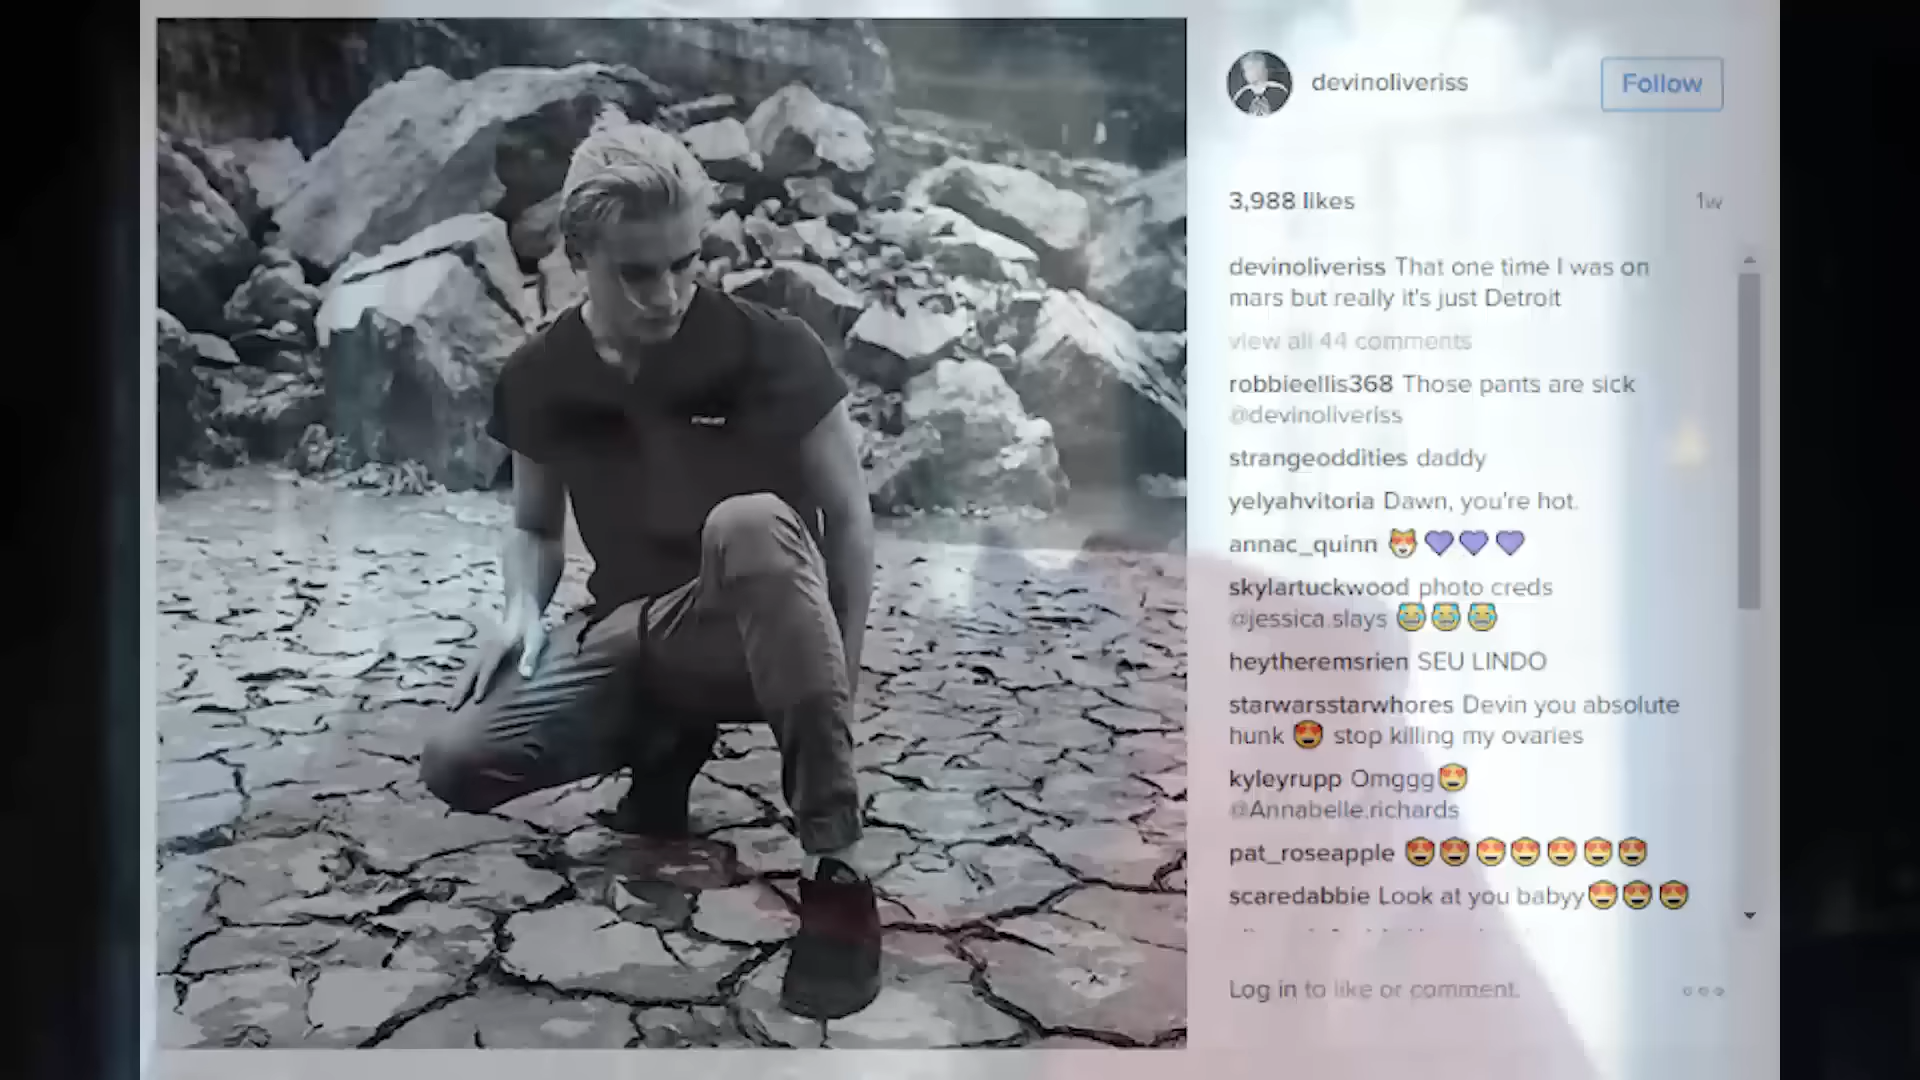 devinoliveriss
Follow
3,988 likes
1w
devinoliveriss That one time I was on
mars but really it's just Detroit
view all 44 comments
robbieellis368 Those pants are sick
@devinoliveriss
strangeoddities daddy
yelyahvitoria Dawn, you're hot.
annac_quinn 😻💜💜💜
skylartuckwood photo creds
@jessica.slays 😂😂😂
heytheremsrien SEU LINDO
starwarsstarwhores Devin you absolute
hunk 😍 stop killing my ovaries
kyleyrupp Omggg😍
@Annabelle.richards
pat_roseapple 😍😍😍😍😍😍😍
scaredabbie Look at you babyy😍😍😍
Log in to like or comment.